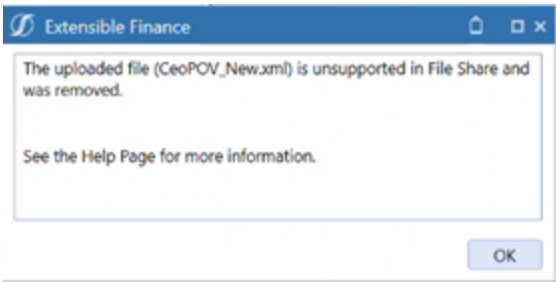 Extensible Finance
The uploaded file (CeoPOV_New.xml) is unsupported in File Share and
was removed.
See the Help Page for more information.
OK